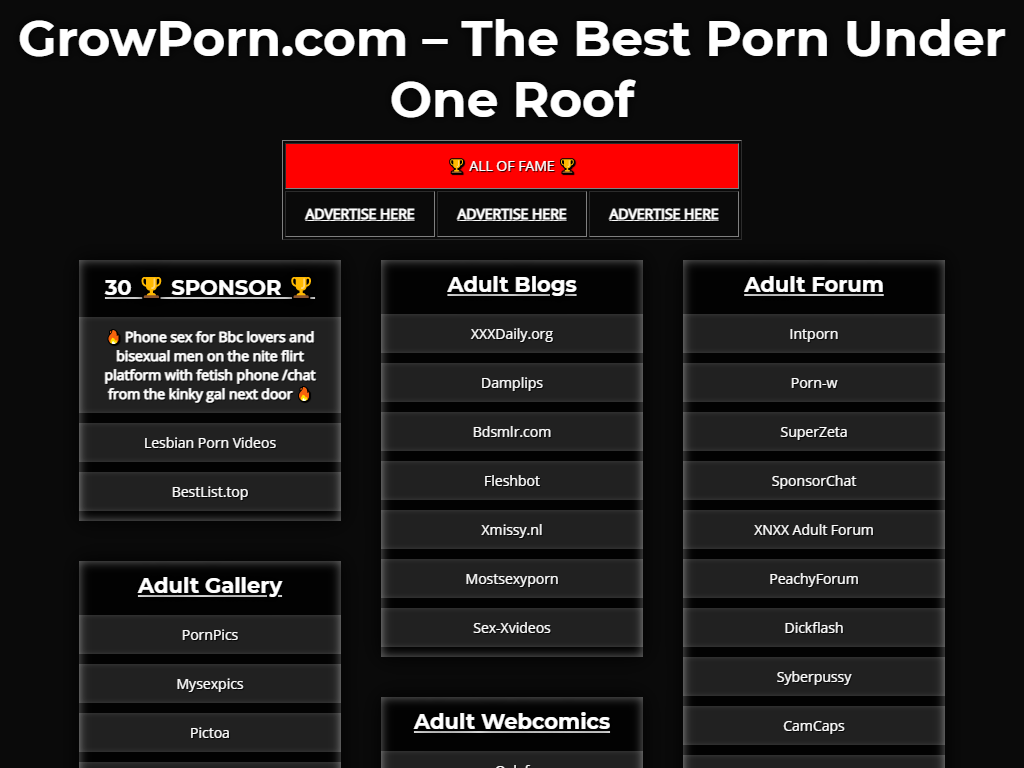 GrowPorn.com – The Best Porn Under
One Roof
🏆 ALL OF FAME 🏆
ADVERTISE HERE ADVERTISE HERE ADVERTISE HERE
30 🏆 SPONSOR 🏆
🔥 Phone sex for Bbc lovers and
bisexual men on the nite flirt
platform with fetish phone /chat
from the kinky gal next door 🔥
Lesbian Porn Videos
BestList.top
Adult Gallery
PornPics
Mysexpics
Pictoa
Adult Blogs
XXXDaily.org
Damplips
Bdsmlr.com
Fleshbot
Xmissy.nl
Mostsexyporn
Sex-Xvideos
Adult Webcomics
Adult Forum
Intporn
Porn-w
SuperZeta
SponsorChat
XNXX Adult Forum
PeachyForum
Dickflash
Syberpussy
CamCaps